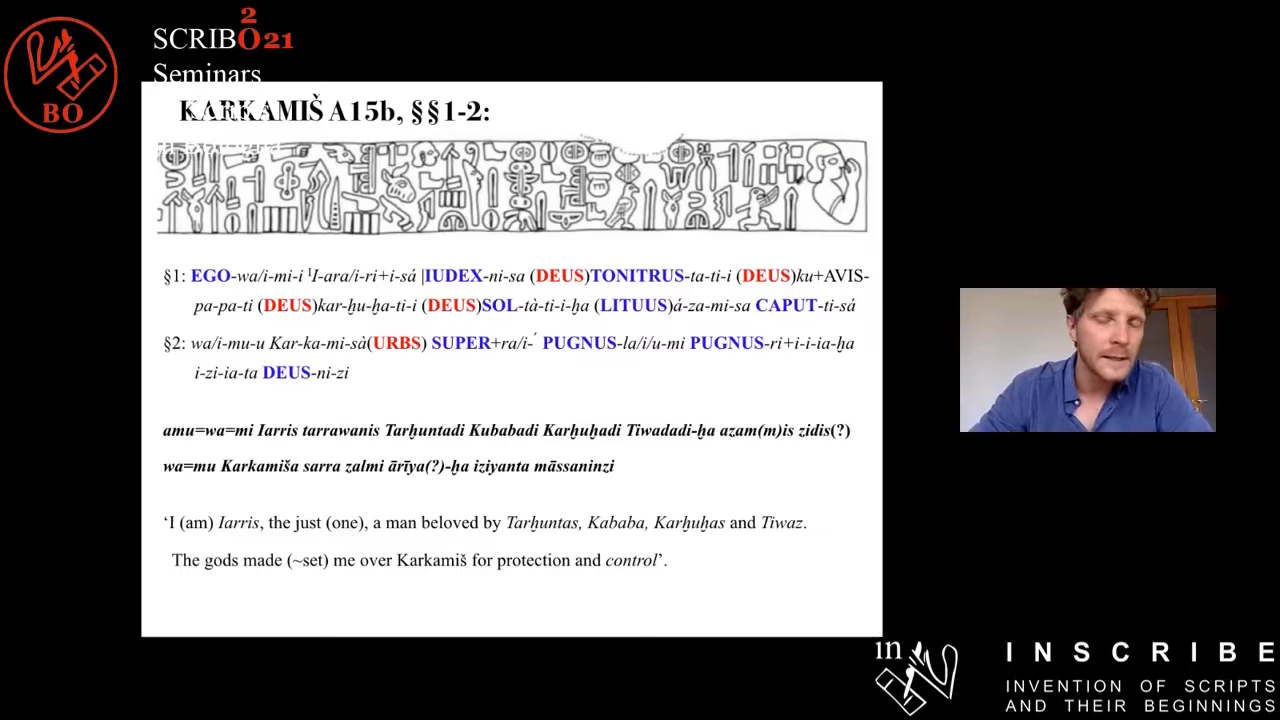 SCRIBO 2021
Seminars
BO
KARKAMIŠ A15b, §§1-2:
§1: EGO-wa/i-mi-i ᴵI-ara/i-ri+i-sá |IUDEX-ni-sa (DEUS)TONITRUS-ta-ti-i (DEUS)ku+AVIS-
pa-pa-ti (DEUS)kar-ḫu-ḫa-ti-i (DEUS)SOL-tà-ti-i-ḫa (LITUUS)á-za-mi-sa CAPUT-ti-sá
§2: wa/i-mu-u Kar-ka-mi-sà(URBS) SUPER+ra/i-´ PUGNUS-la/i/u-mi PUGNUS-ri+i-i-ia-ḫa
i-zi-ia-ta DEUS-ni-zi
amu=wa=mi Iarris tarrawanis Tarḫuntadi Kubabadi Karḫuḫadi Tiwadadi-ḫa azam(m)is zidis(?)
wa=mu Karkamiša sarra zalmi ārīya(?)-ḫa iziyanta māssaninzi
‘I (am) Iarris, the just (one), a man beloved by Tarḫuntas, Kababa, Karḫuḫas and Tiwaz.
The gods made (~set) me over Karkamiš for protection and control’.
in
INSCRIBE
INVENTION OF SCRIPTS
AND THEIR BEGINNINGS